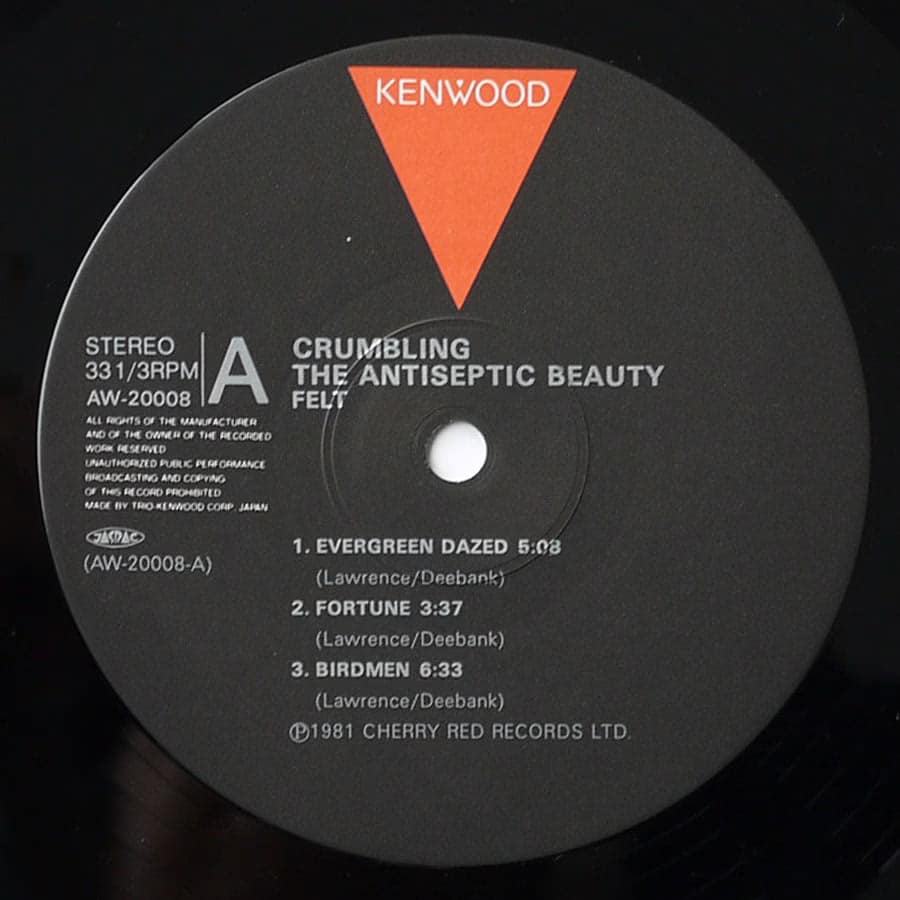 KENWOOD
STEREO
33 1/3RPM
AW-20008
A
CRUMBLING
THE ANTISEPTIC BEAUTY
FELT
ALL RIGHTS OF THE MANUFACTURER
AND OF THE OWNER OF THE RECORDED
WORK RESERVED
UNAUTHORIZED PUBLIC PERFORMANCE
BROADCASTING AND COPYING
OF THIS RECORD PROHIBITED
MADE BY TRIO-KENWOOD CORP. JAPAN
JASRAC
(AW-20008-A)
1. EVERGREEN DAZED 5:08
(Lawrence/Deebank)
2. FORTUNE 3:37
(Lawrence/Deebank)
3. BIRDMEN 6:33
(Lawrence/Deebank)
Ⓟ1981 CHERRY RED RECORDS LTD.